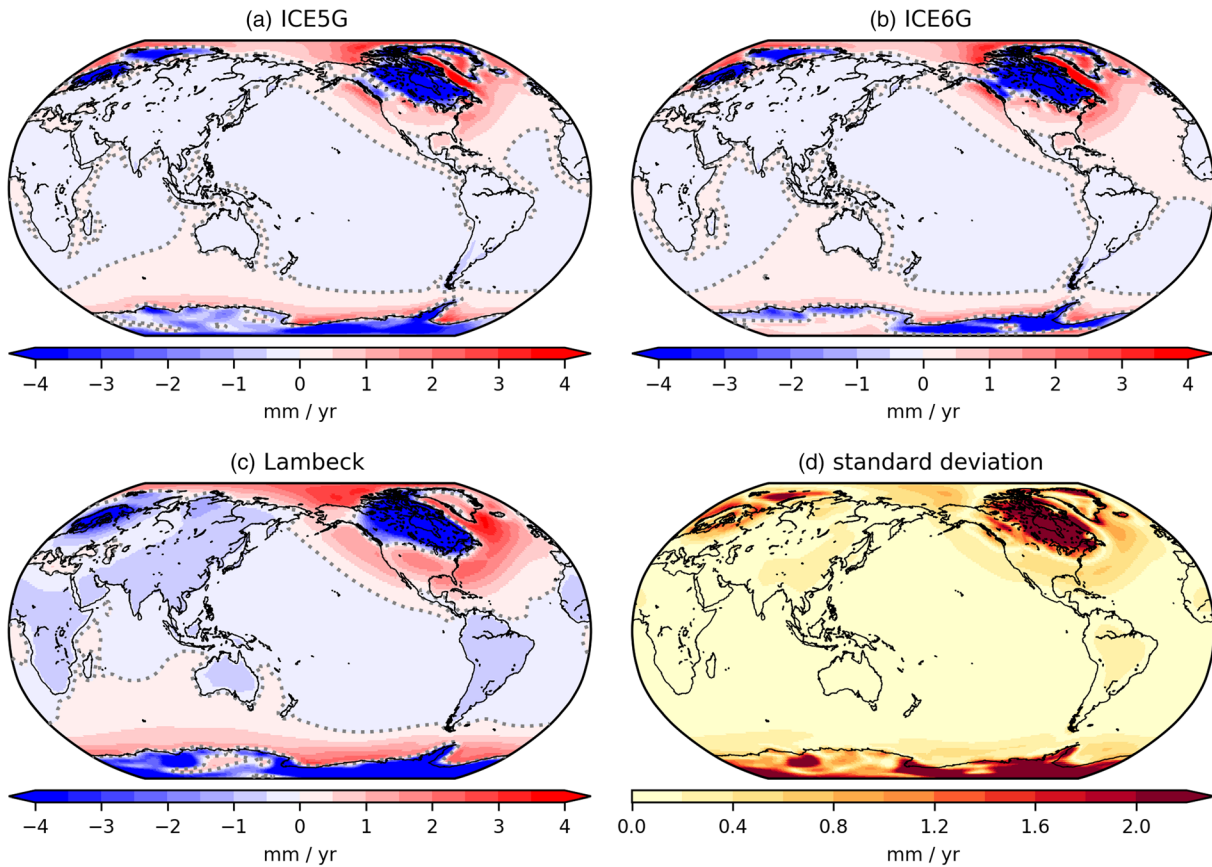 (a) ICE5G
(b) ICE6G
−4 −3 −2 −1 0 1 2 3 4
mm / yr
−4 −3 −2 −1 0 1 2 3 4
mm / yr
(c) Lambeck
(d) standard deviation
−4 −3 −2 −1 0 1 2 3 4
mm / yr
0.0 0.4 0.8 1.2 1.6 2.0
mm / yr